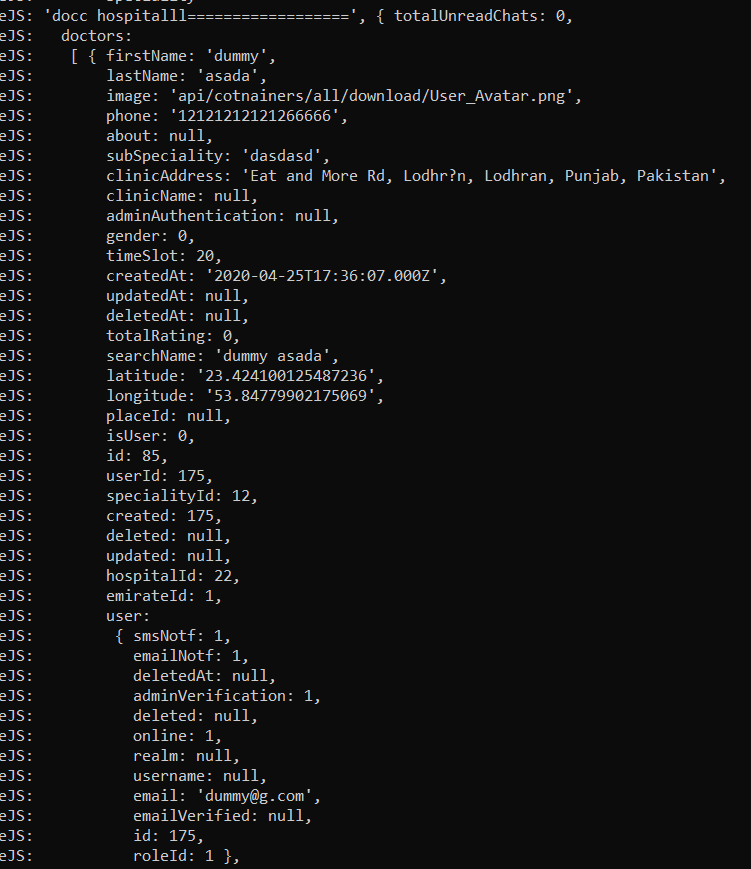 eJS: 'docc hospitalll==================', { totalUnreadChats: 0,
eJS: doctors:
eJS: [ { firstName: 'dummy',
eJS: lastName: 'asada',
eJS: image: 'api/cotnainers/all/download/User_Avatar.png',
eJS: phone: '12121212121266666',
eJS: about: null,
eJS: subSpeciality: 'dasdasd',
eJS: clinicAddress: 'Eat and More Rd, Lodhr?n, Lodhran, Punjab, Pakistan',
eJS: clinicName: null,
eJS: adminAuthentication: null,
eJS: gender: 0,
eJS: timeSlot: 20,
eJS: createdAt: '2020-04-25T17:36:07.000Z',
eJS: updatedAt: null,
eJS: deletedAt: null,
eJS: totalRating: 0,
eJS: searchName: 'dummy asada',
eJS: latitude: '23.424100125487236',
eJS: longitude: '53.84779902175069',
eJS: placeId: null,
eJS: isUser: 0,
eJS: id: 85,
eJS: userId: 175,
eJS: specialityId: 12,
eJS: created: 175,
eJS: deleted: null,
eJS: updated: null,
eJS: hospitalId: 22,
eJS: emirateId: 1,
eJS: user:
eJS: { smsNotf: 1,
eJS: emailNotf: 1,
eJS: deletedAt: null,
eJS: adminVerification: 1,
eJS: deleted: null,
eJS: online: 1,
eJS: realm: null,
eJS: username: null,
eJS: email: 'dummy@g.com',
eJS: emailVerified: null,
eJS: id: 175,
eJS: roleId: 1 },